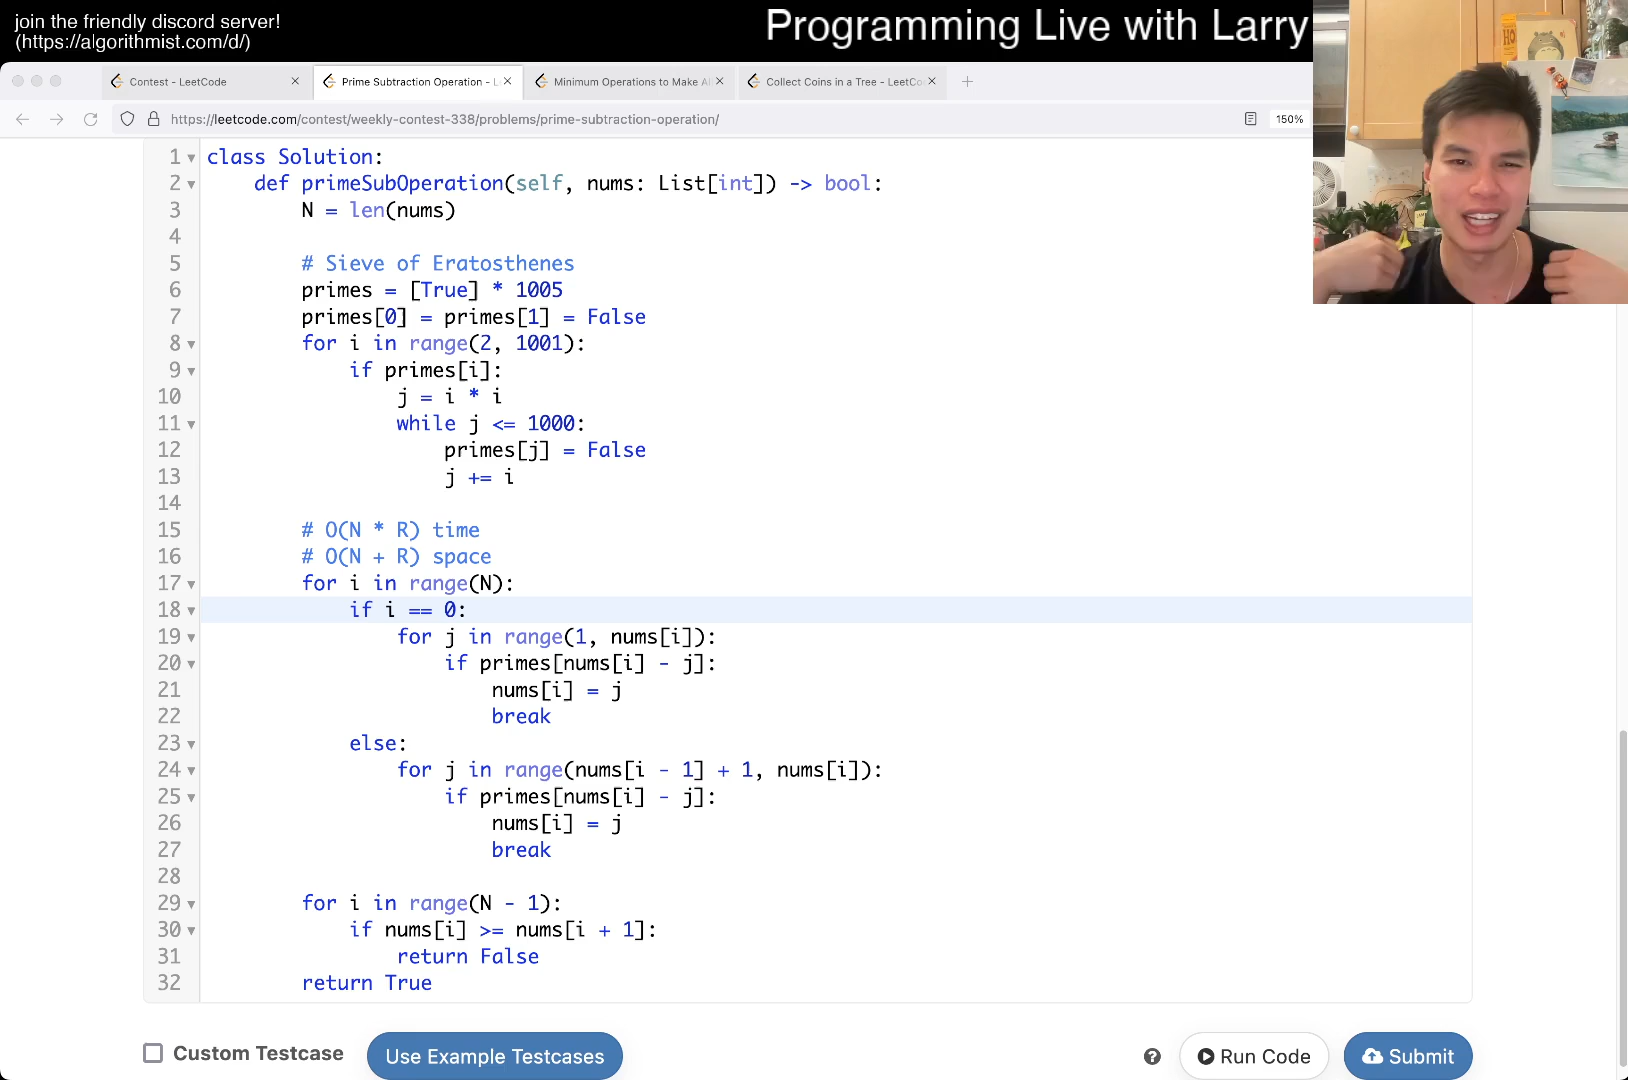 join the friendly discord server!
(https://algorithmist.com/d/)
Programming Live with Larry
Contest - LeetCode
Prime Subtraction Operation - L
Minimum Operations to Make Al
Collect Coins in a Tree - LeetCo
https://leetcode.com/contest/weekly-contest-338/problems/prime-subtraction-operation/
150%
1 class Solution:
2     def primeSubOperation(self, nums: List[int]) -> bool:
3         N = len(nums)
4
5         # Sieve of Eratosthenes
6         primes = [True] * 1005
7         primes[0] = primes[1] = False
8         for i in range(2, 1001):
9             if primes[i]:
10                 j = i * i
11                 while j <= 1000:
12                     primes[j] = False
13                     j += i
14
15         # O(N * R) time
16         # O(N + R) space
17         for i in range(N):
18             if i == 0:
19                 for j in range(1, nums[i]):
20                     if primes[nums[i] - j]:
21                         nums[i] = j
22                         break
23             else:
24                 for j in range(nums[i - 1] + 1, nums[i]):
25                     if primes[nums[i] - j]:
26                         nums[i] = j
27                         break
28
29         for i in range(N - 1):
30             if nums[i] >= nums[i + 1]:
31                 return False
32         return True
Custom Testcase
Use Example Testcases
?
Run Code
Submit